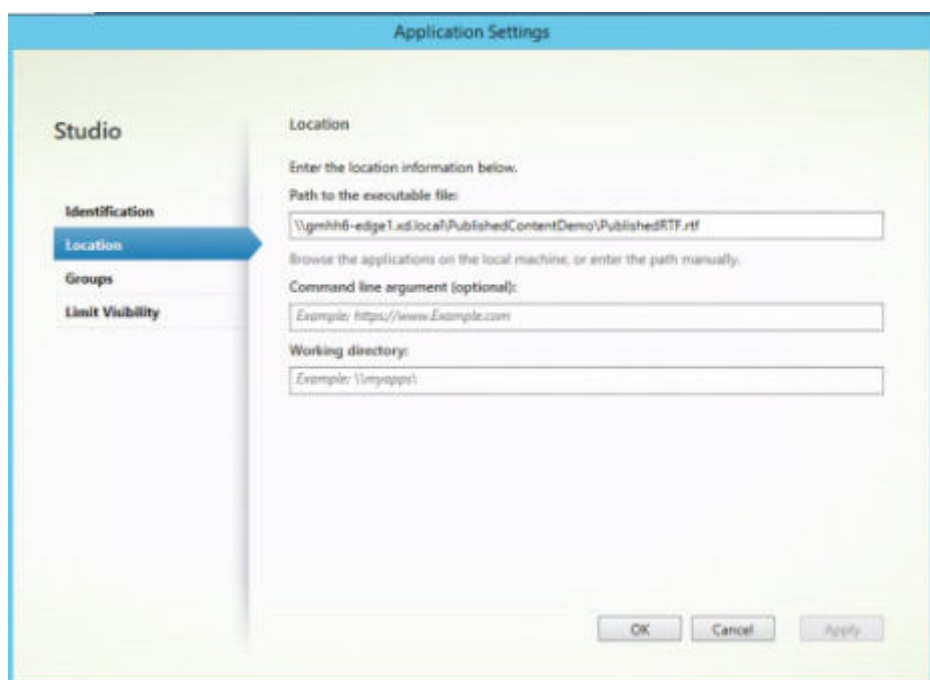 Application Settings
Studio
Identification
Location
Groups
Limit Visibility
Location
Enter the location information below.
Path to the executable file:
\\gmhh6-edge1.xd.local\PublishedContentDemo\PublishedRTF.rtf
Browse the applications on the local machine, or enter the path manually.
Command line argument (optional):
Example: https://www.Example.com
Working directory:
Example: \\myapps\
OK
Cancel
Apply